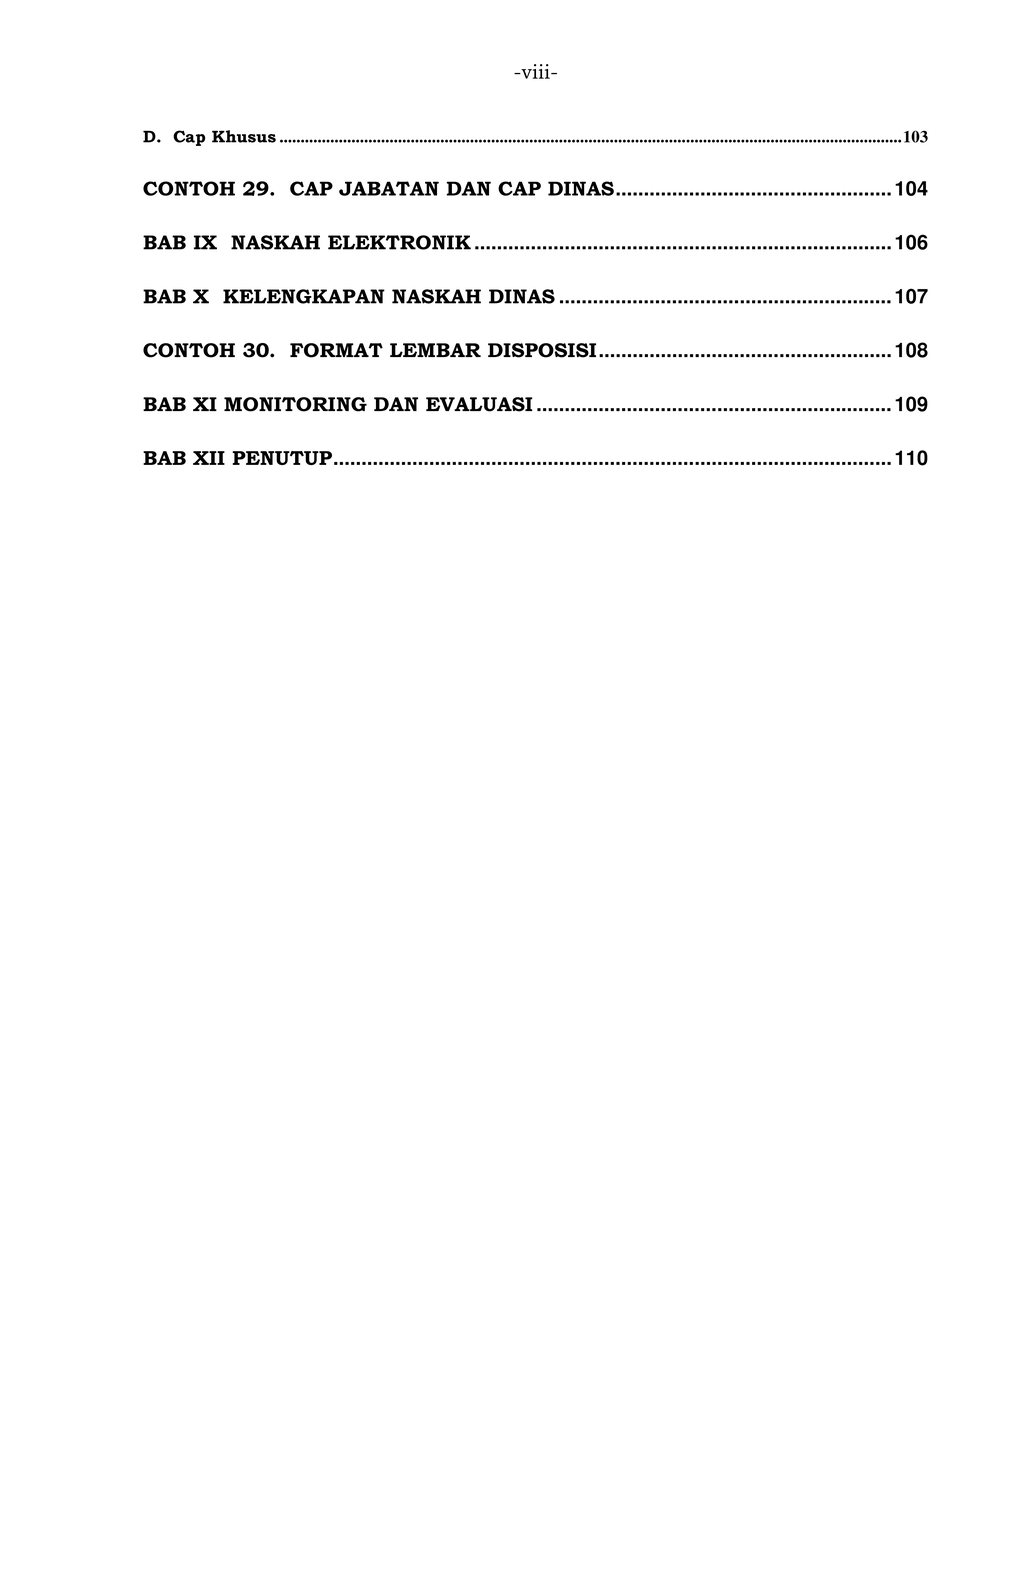 -viii-
D. Cap Khusus ........................................................................................................................................................103
CONTOH 29. CAP JABATAN DAN CAP DINAS................................................ 104
BAB IX NASKAH ELEKTRONIK ......................................................................... 106
BAB X KELENGKAPAN NASKAH DINAS .......................................................... 107
CONTOH 30. FORMAT LEMBAR DISPOSISI................................................... 108
BAB XI MONITORING DAN EVALUASI .............................................................. 109
BAB XII PENUTUP.................................................................................................. 110